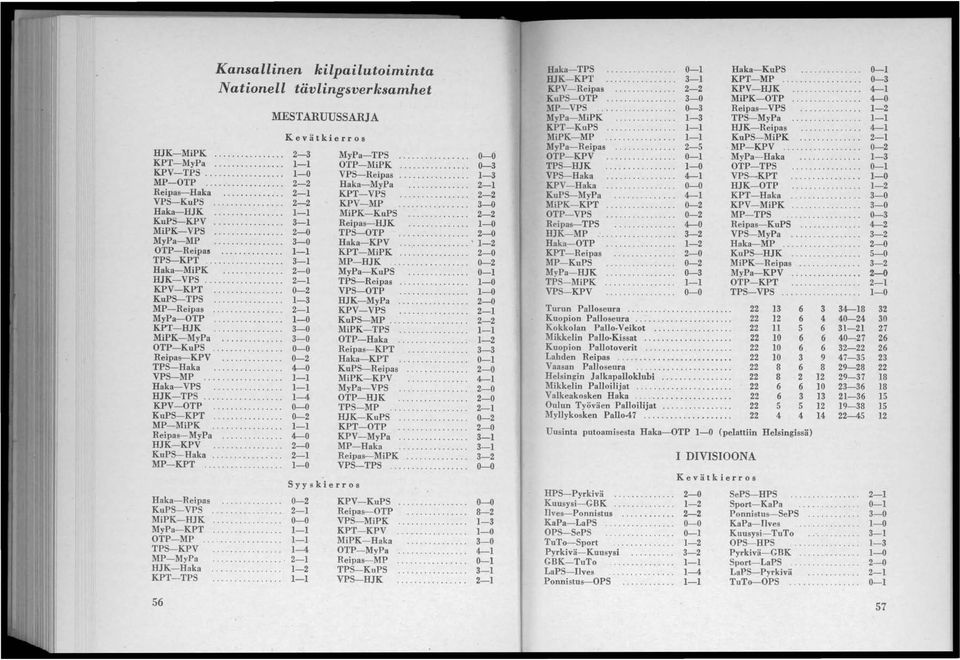 Kansallinen kilpailutoiminta
Nationell tävlingsverksamhet
MESTARUUSSARJA
Kevätkierros
HJK—MiPK ................ 2—3
KPT—MyPa ................ 1—1
KPV—TPS ................ 1—0
MP—OTP ................ 2—2
Reipas—Haka ................ 2—1
VPS—KuPS ................ 2—2
Haka—HJK ................ 1—1
KuPS—KPV ................ 3—1
MiPK—VPS ................ 2—0
MyPa—MP ................ 3—0
OTP—Reipas ................ 1—1
TPS—KPT ................ 3—1
Haka—MiPK ................ 2—0
HJK—VPS ................ 2—1
KPV—KPT ................ 0—2
KuPS—TPS ................ 1—3
MP—Reipas ................ 2—1
MyPa—OTP ................ 1—0
KPT—HJK ................ 3—0
MiPK—MyPa ................ 3—0
OTP—KuPS ................ 0—0
Reipas—KPV ................ 0—2
TPS—Haka ................ 4—0
VPS—MP ................ 1—1
Haka—VPS ................ 1—1
HJK—TPS ................ 1—4
KPV—OTP ................ 0—0
KuPS—KPT ................ 0—2
MP—MiPK ................ 1—1
Reipas—MyPa ................ 4—0
HJK—KPV ................ 2—0
KuPS—Haka ................ 2—1
MP—KPT ................ 1—0
MyPa—TPS ................ 0—0
OTP—MiPK ................ 0—3
VPS—Reipas ................ 1—3
Haka—MyPa ................ 2—1
KPT—VPS ................ 2—2
KPV—MP ................ 3—0
MiPK—KuPS ................ 2—2
Reipas—HJK ................ 1—0
TPS—OTP ................ 2—0
Haka—KPV ................ 1—2
KPT—MiPK ................ 2—0
MP—HJK ................ 0—2
MyPa—KuPS ................ 0—1
TPS—Reipas ................ 1—0
VPS—OTP ................ 1—0
HJK—MyPa ................ 2—0
KPV—VPS ................ 2—1
KuPS—MP ................ 2—2
MiPK—TPS ................ 1—1
OTP—Haka ................ 1—2
Reipas—KPT ................ 3—3
Haka—KPT ................ 0—1
KuPS—Reipas ................ 2—0
MiPK—KPV ................ 4—1
MyPa—VPS ................ 2—0
OTP—HJK ................ 2—0
TPS—MP ................ 2—1
HJK—KuPS ................ 0—2
KPT—OTP ................ 2—0
KPV—MyPa ................ 3—1
MP—Haka ................ 3—1
Reipas—MiPK ................ 3—2
VPS—TPS ................ 0—0
Syyskierros
Haka—Reipas ................ 0—2
KuPS—VPS ................ 2—1
MiPK—HJK ................ 0—0
MyPa—KPT ................ 1—1
OTP—MP ................ 1—1
TPS—KPV ................ 1—4
MP—MyPa ................ 2—1
HJK—Haka ................ 1—2
KPT—TPS ................ 1—1
KPV—KuPS ................ 0—0
Reipas—OTP ................ 8—2
VPS—MiPK ................ 1—3
KPT—KPV ................ 1—0
MiPK—Haka ................ 3—0
OTP—MyPa ................ 4—1
Reipas—MP ................ 0—1
TPS—KuPS ................ 3—1
VPS—HJK ................ 2—1
56
Haka—TPS ................ 0—1
HJK—KPT ................ 3—1
KPV—Reipas ................ 2—2
KuPS—OTP ................ 3—0
MP—VPS ................ 0—3
MyPa—MiPK ................ 1—3
KPT—KuPS ................ 1—1
MiPK—MP ................ 1—1
MyPa—Reipas ................ 2—5
OTP—KPV ................ 0—1
TPS—HJK ................ 1—0
VPS—Haka ................ 4—1
KPV—Haka ................ 0—0
KuPS—MyPa ................ 4—1
MiPK—KPT ................ 0—2
OTP—VPS ................ 0—2
Reipas—TPS ................ 4—0
HJK—MP ................ 3—2
Haka—OTP ................ 1—2
KPT—Reipas ................ 2—0
MP—KuPS ................ 0—2
MyPa—HJK ................ 0—3
TPS—MiPK ................ 1—1
VPS—KPV ................ 0—0
Haka—KuPS ................ 0—1
KPT—MP ................ 0—3
KPV—HJK ................ 4—1
MiPK—OTP ................ 4—0
Reipas—VPS ................ 1—2
TPS—MyPa ................ 1—1
HJK—Reipas ................ 4—1
KuPS—MiPK ................ 2—1
MP—KPV ................ 0—2
MyPa—Haka ................ 1—3
OTP—TPS ................ 0—1
VPS—KPT ................ 1—0
HJK—OTP ................ 1—2
KPT—Haka ................ 3—0
KPV—MiPK ................ 3—0
MP—TPS ................ 0—3
Reipas—KuPS ................ 4—2
VPS—MyPa ................ 3—2
Haka—MP ................ 2—0
KuPS—HJK ................ 5—0
MiPK—Reipas ................ 3—2
MyPa—KPV ................ 2—0
OTP—KPT ................ 2—1
TPS—VPS ................ 1—0
Turun Palloseura ................ 22 13 6 3 34—18 32
Kuopion Palloseura ................ 22 12 6 4 40—24 30
Kokkolan Pallo-Veikot ................ 22 11 5 6 31—21 27
Mikkelin Pallo-Kissat ................ 22 10 6 6 40—27 26
Kuopion Pallotoverit ................ 22 10 6 6 32—22 26
Lahden Reipas ................ 22 10 3 9 47—35 23
Vaasan Palloseura ................ 22 8 6 8 29—28 22
Helsingin Jalkapalloklubi ................ 22 8 2 12 29—37 18
Mikkelin Palloilijat ................ 22 6 6 10 23—36 18
Valkeakosken Haka ................ 22 6 3 13 21—36 15
Oulun Työväen Palloilijat ................ 22 5 5 12 19—38 15
Myllykosken Pallo-47 ................ 22 4 4 14 22—45 12
Uusinta putoamisesta Haka—OTP 1—0 (pelattiin Helsingissä)
I DIVISIOONA
Kevätkierros
HPS—Pyrkivä ................ 2—0
Kuusysi—GBK ................ 1—2
Ilves—Ponnistus ................ 2—2
KaPa—LaPS ................ 0—0
OPS—SePS ................ 0—1
TuTo—Sport ................ 1—2
Pyrkivä—Kuusysi ................ 3—2
GBK—TuTo ................ 1—1
LaPS—Ilves ................ 1—4
Ponnistus—OPS ................ 1—1
SePS—HPS ................ 2—1
Sport—KaPa ................ 0—1
Ponnistus—SePS ................ 3—0
KaPa—Ilves ................ 1—0
Kuusysi—TuTo ................ 3—1
OPS—HPS ................ 1—3
Pyrkivä—GBK ................ 1—0
Sport—LaPS ................ 2—0
LaPS—Pyrkivä ................ 2—1
TuTo—OPS ................ 0—1
57